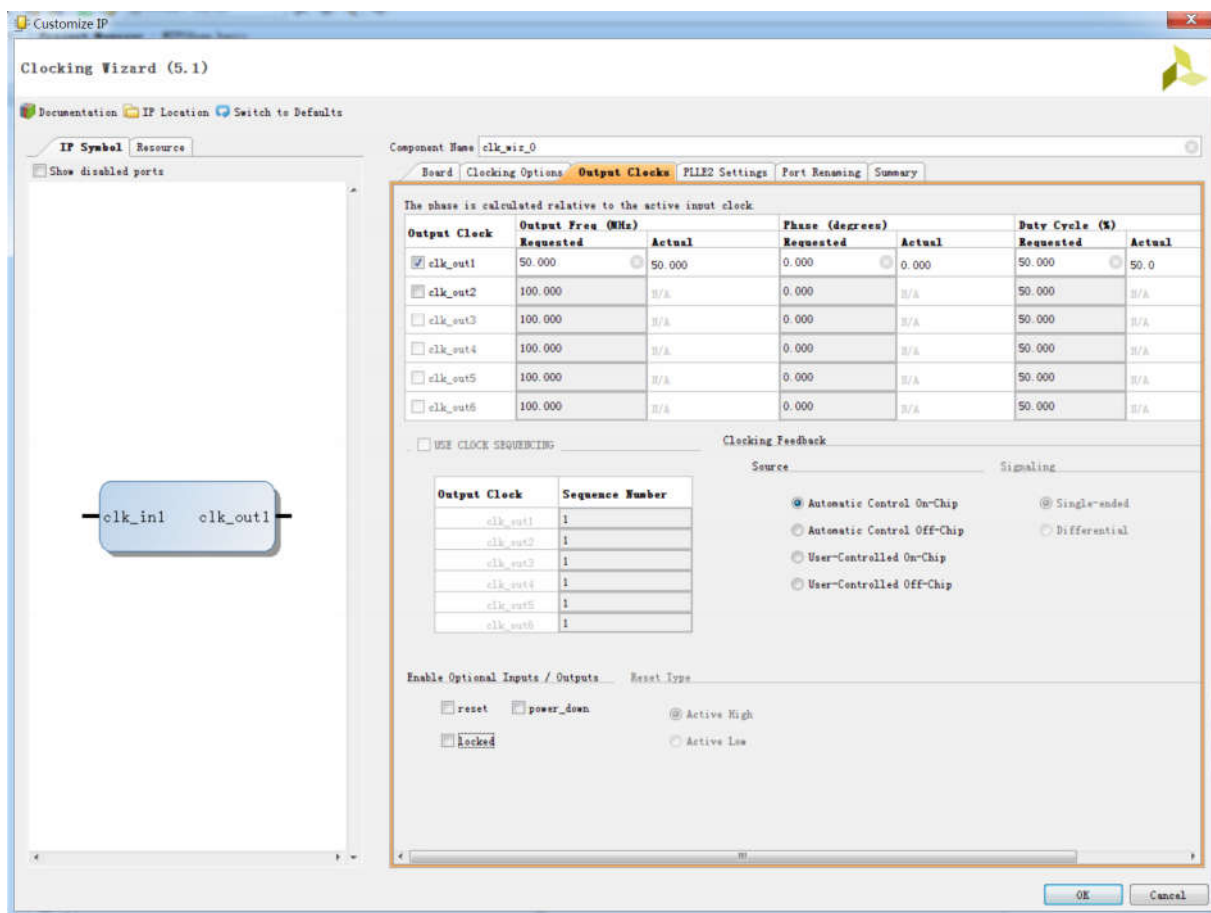 Customize IP
Clocking Wizard (5.1)
Documentation IP Location Switch to Defaults
IP Symbol Resource
Show disabled ports
clk_in1 clk_out1
Component Name clk_wiz_0
Board Clocking Options Output Clocks PLLE2 Settings Port Renaming Summary
The phase is calculated relative to the active input clock.
Output Clock Output Freq (MHz) Phase (degrees) Duty Cycle (%)
Requested Actual Requested Actual Requested Actual
clk_out1 50.000 50.000 0.000 0.000 50.000 50.0
clk_out2 100.000 N/A 0.000 N/A 50.000 N/A
clk_out3 100.000 N/A 0.000 N/A 50.000 N/A
clk_out4 100.000 N/A 0.000 N/A 50.000 N/A
clk_out5 100.000 N/A 0.000 N/A 50.000 N/A
clk_out6 100.000 N/A 0.000 N/A 50.000 N/A
USE CLOCK SEQUENCING
Output Clock Sequence Number
clk_out1 1
clk_out2 1
clk_out3 1
clk_out4 1
clk_out5 1
clk_out6 1
Clocking Feedback
Source Signaling
Automatic Control On-Chip Single-ended
Automatic Control Off-Chip Differential
User-Controlled On-Chip
User-Controlled Off-Chip
Enable Optional Inputs / Outputs Reset Type
reset power_down Active High
locked Active Low
OK Cancel